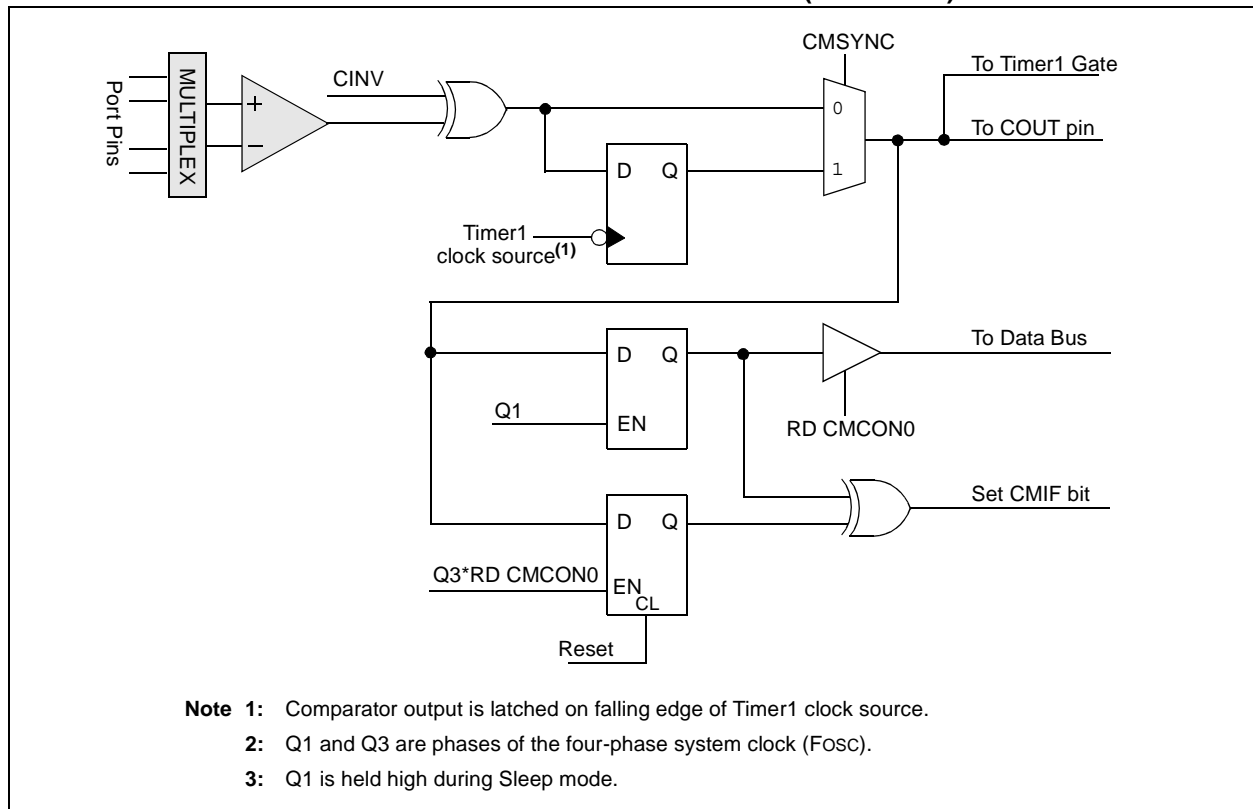 CMSYNC
To Timer1 Gate
CINV
MULTIPLEX
Port Pins
+
−
0
To COUT pin
D Q
1
Timer1
clock source(1)
D Q
To Data Bus
Q1
EN
RD CMCON0
Set CMIF bit
D Q
Q3*RD CMCON0
EN
CL
Reset
Note 1: Comparator output is latched on falling edge of Timer1 clock source.
2: Q1 and Q3 are phases of the four-phase system clock (FOSC).
3: Q1 is held high during Sleep mode.